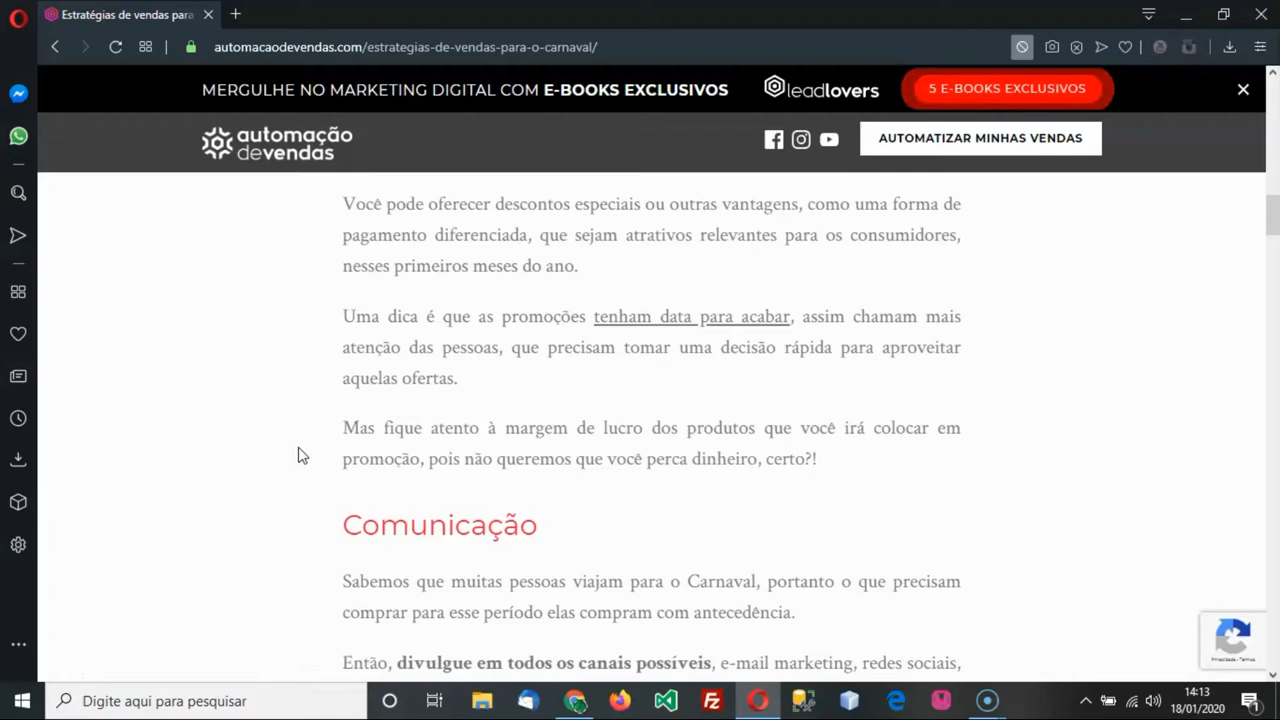 Estratégias de vendas para
automacaodevendas.com/estrategias-de-vendas-para-o-carnaval/
MERGULHE NO MARKETING DIGITAL COM E-BOOKS EXCLUSIVOS
leadlovers
5 E-BOOKS EXCLUSIVOS
automação
devendas
AUTOMATIZAR MINHAS VENDAS
Você pode oferecer descontos especiais ou outras vantagens, como uma forma de
pagamento diferenciada, que sejam atrativos relevantes para os consumidores,
nesses primeiros meses do ano.
Uma dica é que as promoções tenham data para acabar, assim chamam mais
atenção das pessoas, que precisam tomar uma decisão rápida para aproveitar
aquelas ofertas.
Mas fique atento à margem de lucro dos produtos que você irá colocar em
promoção, pois não queremos que você perca dinheiro, certo?!
Comunicação
Sabemos que muitas pessoas viajam para o Carnaval, portanto o que precisam
comprar para esse período elas compram com antecedência.
Então, divulgue em todos os canais possíveis, e-mail marketing, redes sociais,
Privacidade - Termos
Digite aqui para pesquisar
14:13
18/01/2020
1